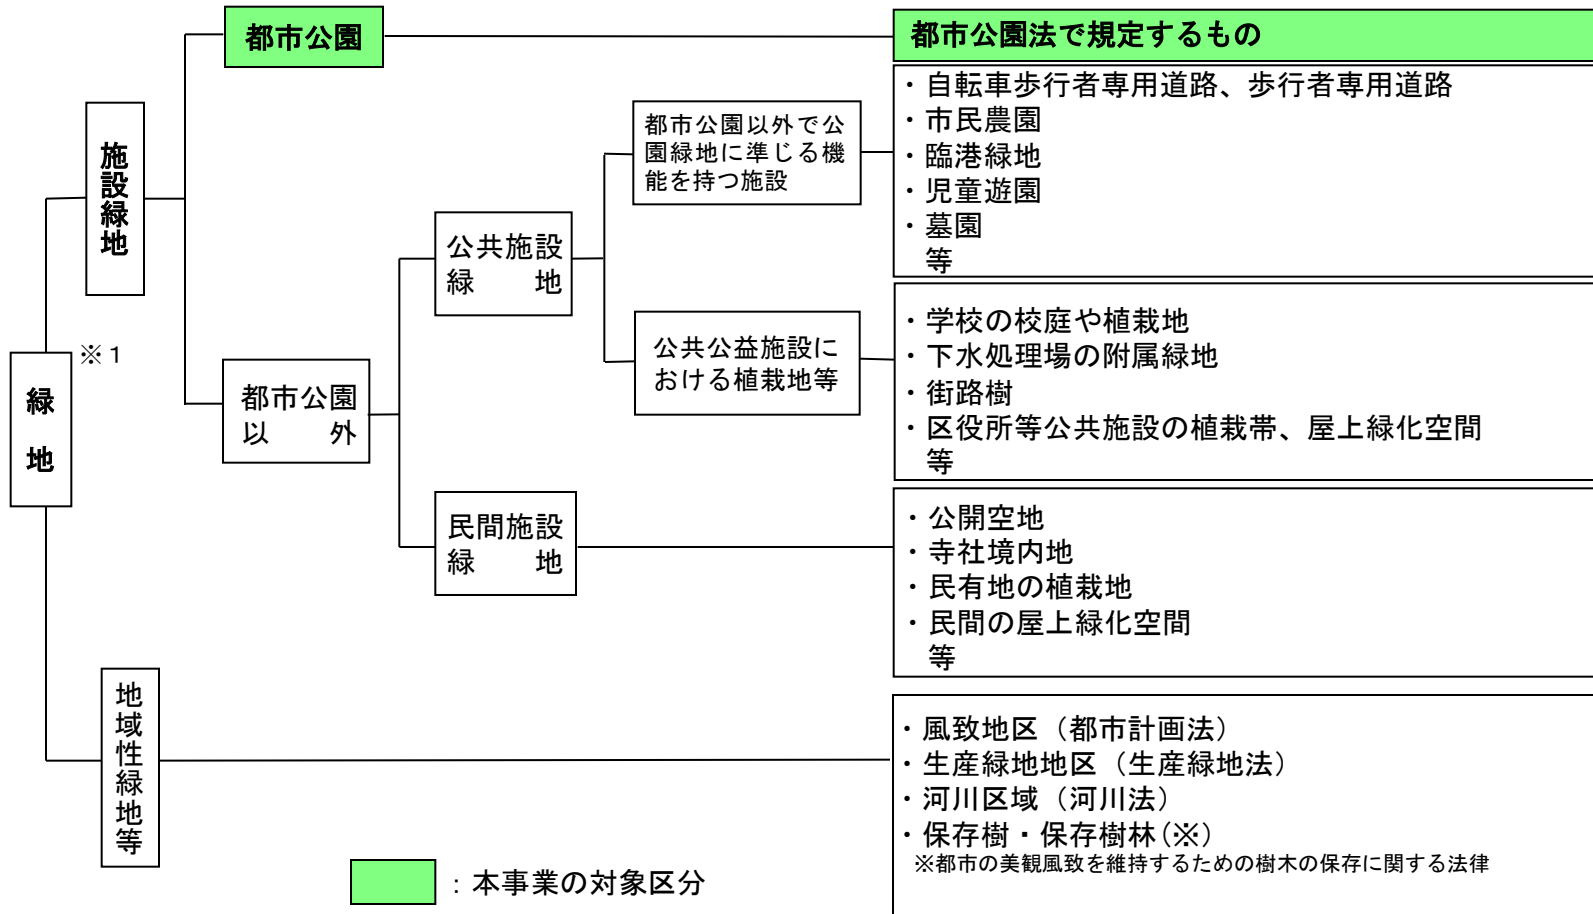 都市公園
都市公園法で規定するもの
・自転車歩行者専用道路、歩行者専用道路
・市民農園
・臨港緑地
・児童遊園
・墓園
等
都市公園以外で公
園緑地に準じる機
能を持つ施設
施設緑地
公共施設
緑　　地
・学校の校庭や植栽地
・下水処理場の附属緑地
・街路樹
・区役所等公共施設の植栽帯、屋上緑化空間
等
公共公益施設に
おける植栽地等
※1
緑地
都市公園
以　　外
民間施設
緑　　地
・公開空地
・寺社境内地
・民有地の植栽地
・民間の屋上緑化空間
等
地域性緑地等
・風致地区（都市計画法）
・生産緑地地区（生産緑地法）
・河川区域（河川法）
・保存樹・保存樹林(※)
※都市の美観風致を維持するための樹木の保存に関する法律
：本事業の対象区分